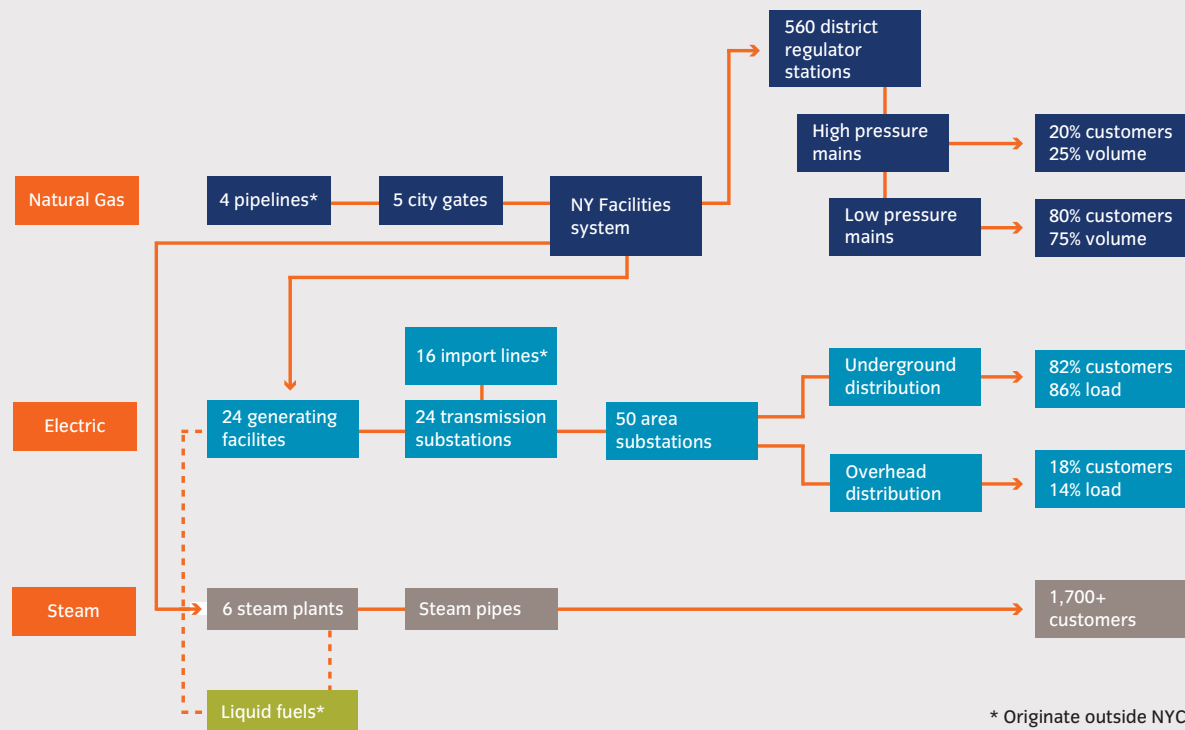 560 district
regulator
stations
High pressure
mains
20% customers
25% volume
Natural Gas
4 pipelines*
5 city gates
NY Facilities
system
Low pressure
mains
80% customers
75% volume
16 import lines*
Underground
distribution
82% customers
86% load
Electric
24 generating
facilites
24 transmission
substations
50 area
substations
Overhead
distribution
18% customers
14% load
Steam
6 steam plants
Steam pipes
1,700+
customers
Liquid fuels*
* Originate outside NYC